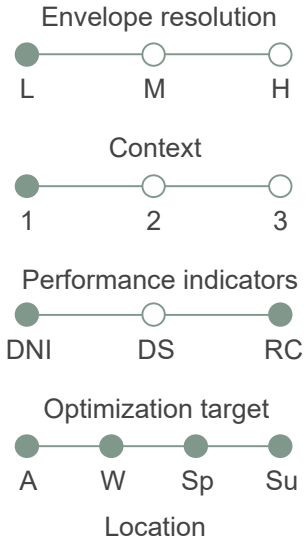 Envelope resolution
L M H
Context
1 2 3
Performance indicators
DNI DS RC
Optimization target
A W Sp Su
Location